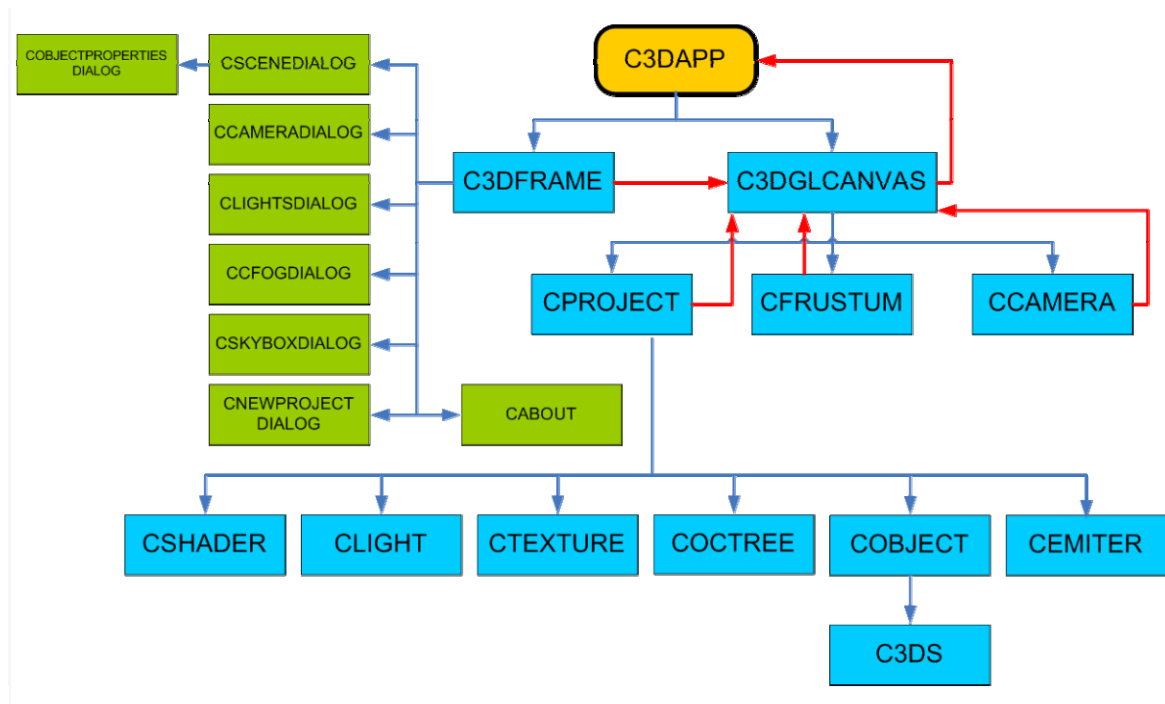 COBJECTPROPERTIES
DIALOG
CSCENEDIALOG
C3DAPP
CCAMERADIALOG
C3DFRAME
C3DGLCANVAS
CLIGHTSDIALOG
CCFOGDIALOG
CPROJECT
CFRUSTUM
CCAMERA
CSKYBOXDIALOG
CNEWPROJECT
DIALOG
CABOUT
CSHADER
CLIGHT
CTEXTURE
COCTREE
COBJECT
CEMITER
C3DS